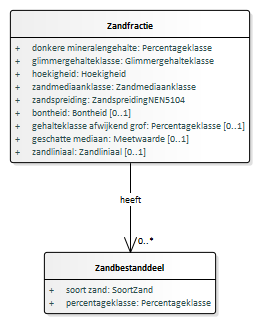 Zandfractie
+ donkere mineralengehalte: Percentageklasse
+ glimmergehalteklasse: Glimmergehalteklasse
+ hoekigheid: Hoekigheid
+ zandmediaanklasse: Zandmediaanklasse
+ zandspreiding: ZandspreidingNEN5104
+ bontheid: Bontheid [0..1]
+ gehalteklasse afwijkend grof: Percentageklasse [0..1]
+ geschatte mediaan: Meetwaarde [0..1]
+ zandliniaal: Zandliniaal [0..1]
heeft
0..*
Zandbestanddeel
+ soort zand: SoortZand
+ percentageklasse: Percentageklasse